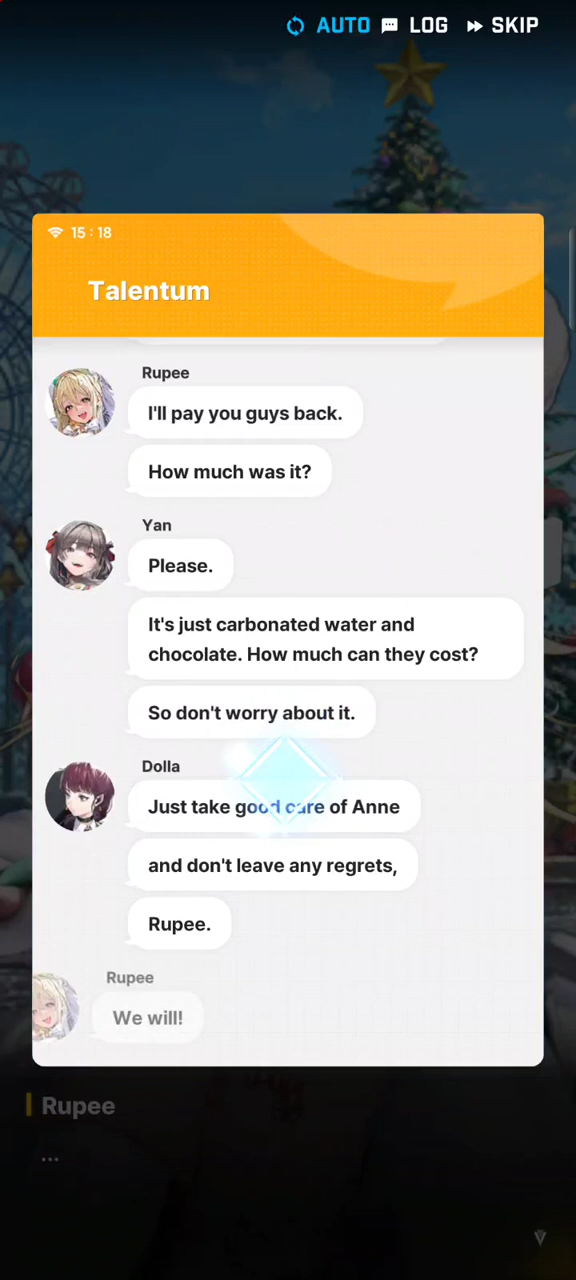 AUTO LOG SKIP
15 : 18
Talentum
Rupee
I'll pay you guys back.
How much was it?
Yan
Please.
It's just carbonated water and
chocolate. How much can they cost?
So don't worry about it.
Dolla
Just take good care of Anne
and don't leave any regrets,
Rupee.
Rupee
We will!
Rupee
...